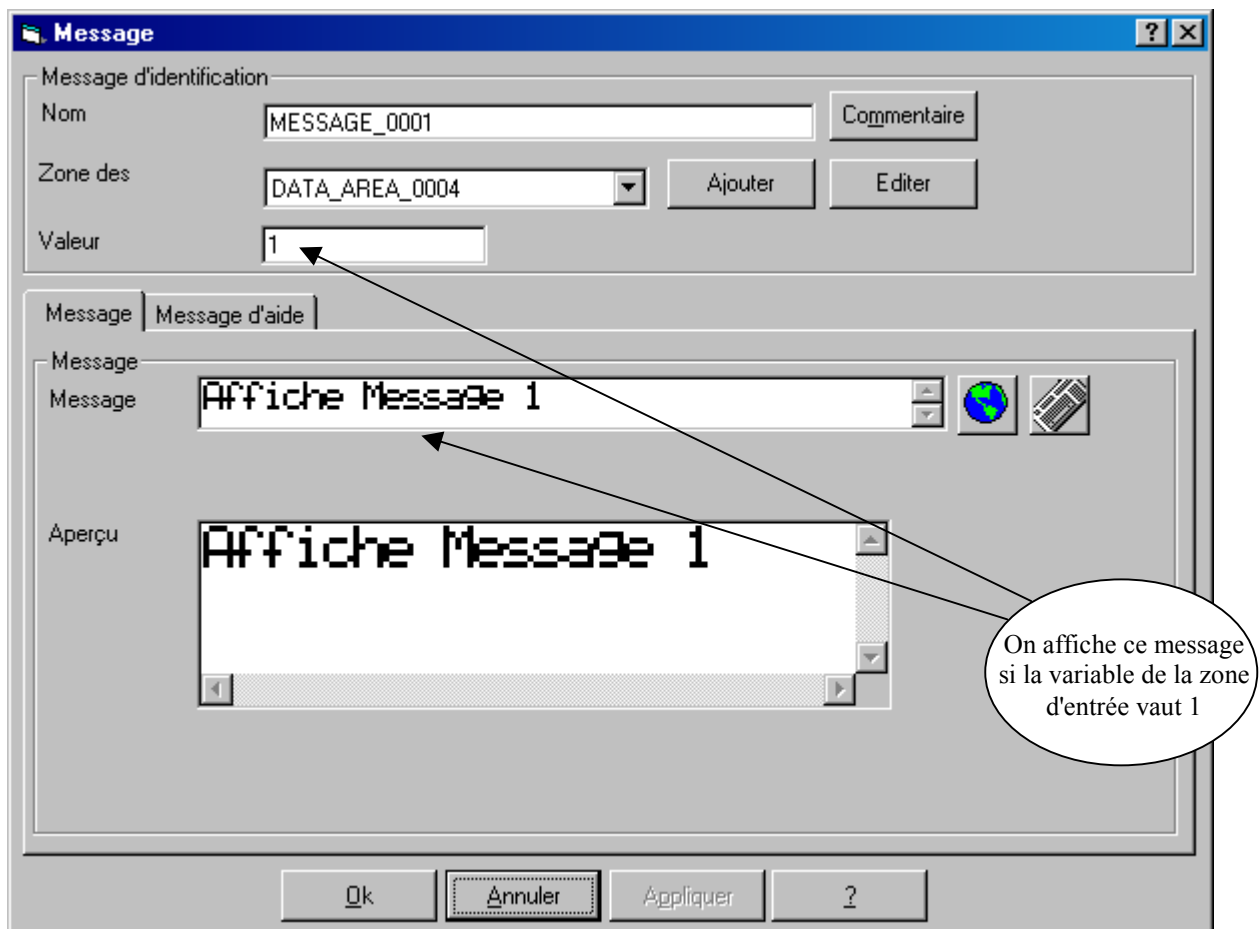 Message
Message d'identification
Nom
MESSAGE_0001
Commentaire
Zone des
DATA_AREA_0004
Ajouter
Editer
Valeur
1
Message
Message d'aide
Message
Message
Affiche Message 1
Aperçu
Affiche Message 1
On affiche ce message
si la variable de la zone
d'entrée vaut 1
Ok
Annuler
Appliquer
?